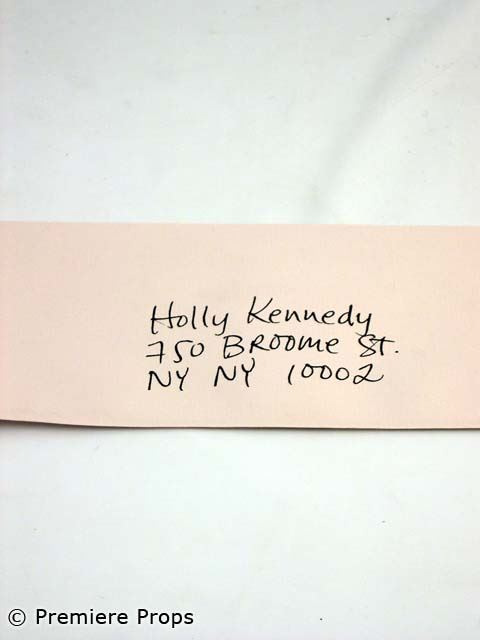 Holly Kennedy
750 BROOME St.
NY NY 10002
© Premiere Props